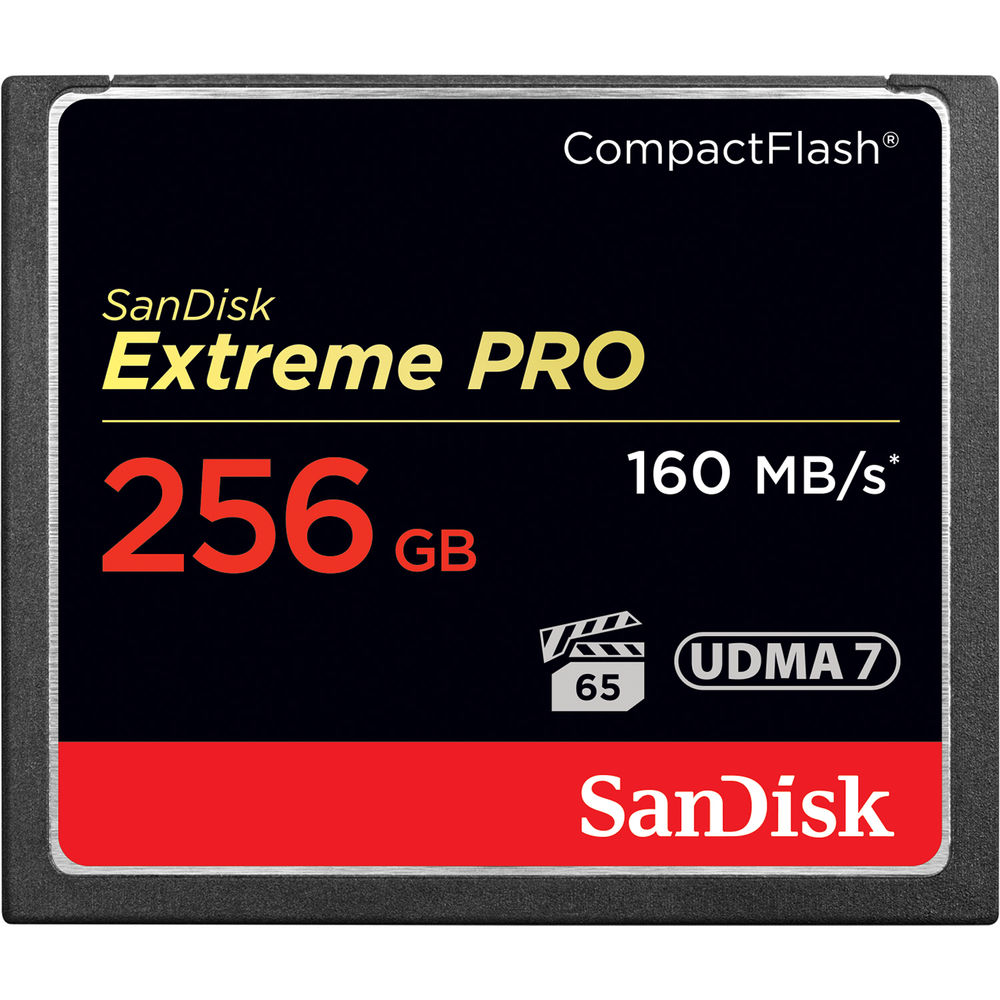 CompactFlash®
SanDisk
Extreme PRO
256 GB
160 MB/s*
65
UDMA 7
SanDisk